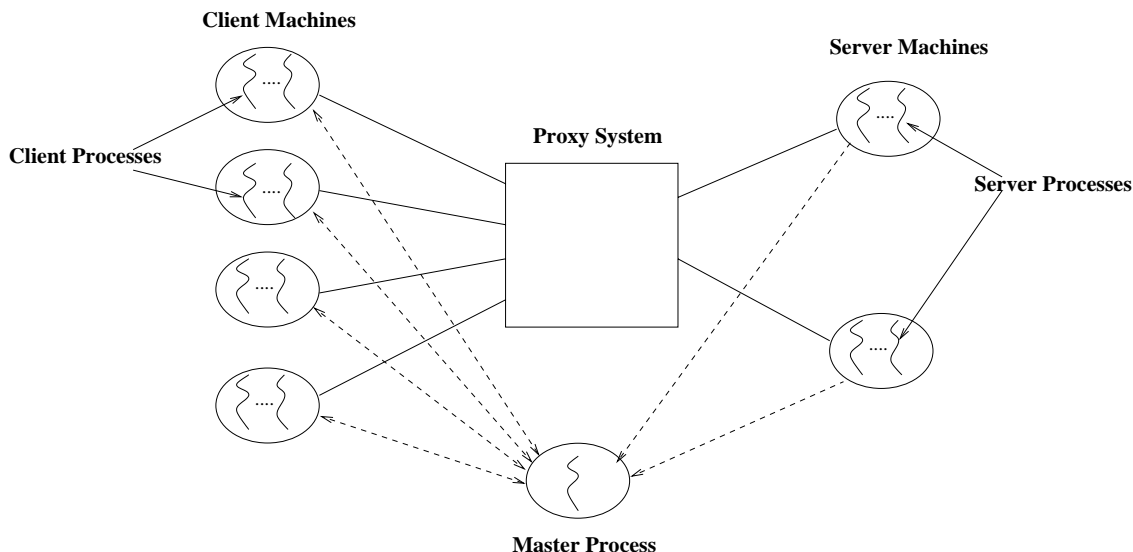 Client Machines
Server Machines
....
....
Proxy System
Client Processes
....
Server Processes
....
....
....
Master Process